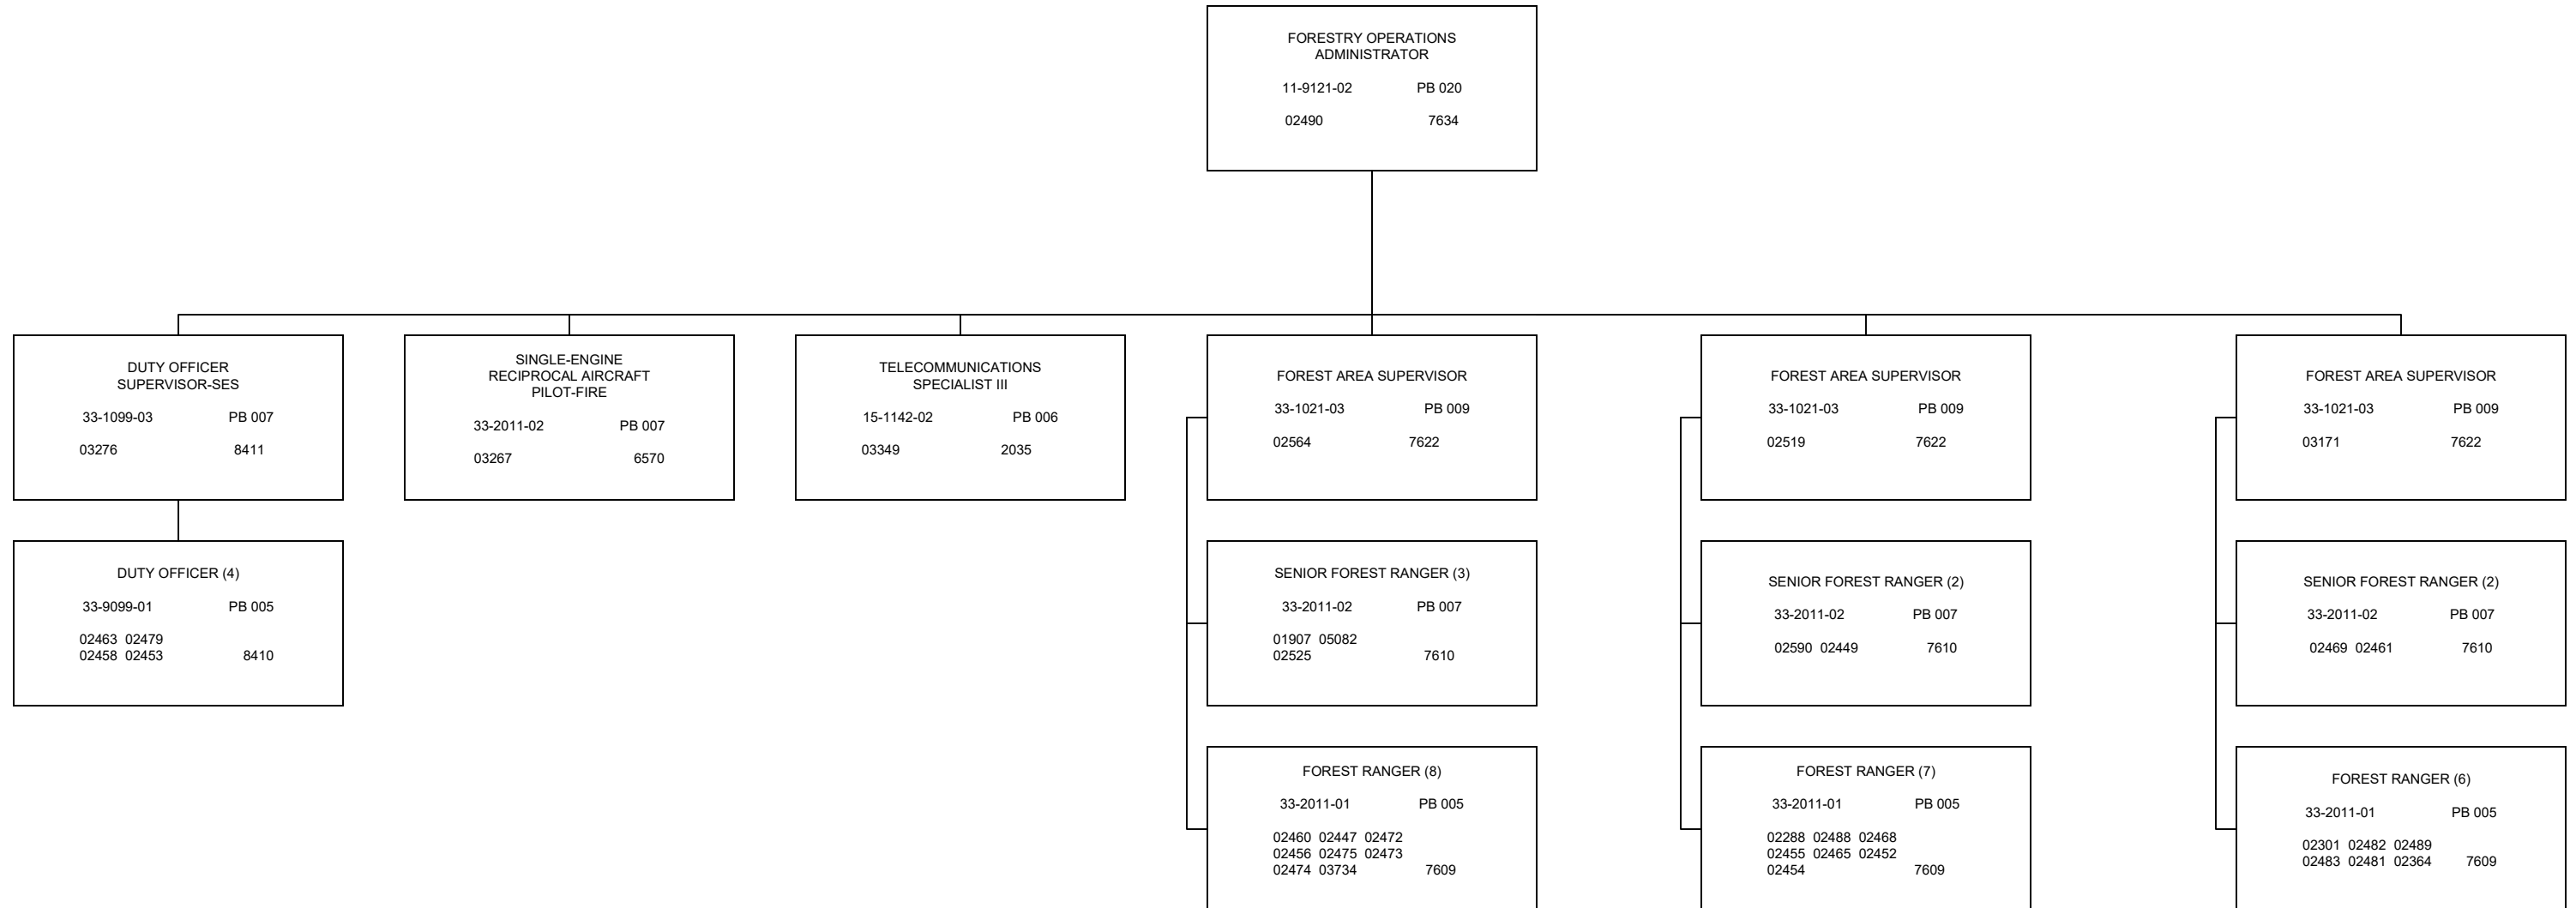 FORESTRY OPERATIONS
ADMINISTRATOR
11-9121-02 PB 020
02490 7634
DUTY OFFICER
SUPERVISOR-SES
33-1099-03 PB 007
03276 8411
SINGLE-ENGINE
RECIPROCAL AIRCRAFT
PILOT-FIRE
33-2011-02 PB 007
03267 6570
TELECOMMUNICATIONS
SPECIALIST III
15-1142-02 PB 006
03349 2035
FOREST AREA SUPERVISOR
33-1021-03 PB 009
02564 7622
FOREST AREA SUPERVISOR
33-1021-03 PB 009
02519 7622
FOREST AREA SUPERVISOR
33-1021-03 PB 009
03171 7622
DUTY OFFICER (4)
33-9099-01 PB 005
02463 02479
02458 02453 8410
SENIOR FOREST RANGER (3)
33-2011-02 PB 007
01907 05082
02525 7610
SENIOR FOREST RANGER (2)
33-2011-02 PB 007
02590 02449 7610
SENIOR FOREST RANGER (2)
33-2011-02 PB 007
02469 02461 7610
FOREST RANGER (8)
33-2011-01 PB 005
02460 02447 02472
02456 02475 02473
02474 03734 7609
FOREST RANGER (7)
33-2011-01 PB 005
02288 02488 02468
02455 02465 02452
02454 7609
FOREST RANGER (6)
33-2011-01 PB 005
02301 02482 02489
02483 02481 02364 7609